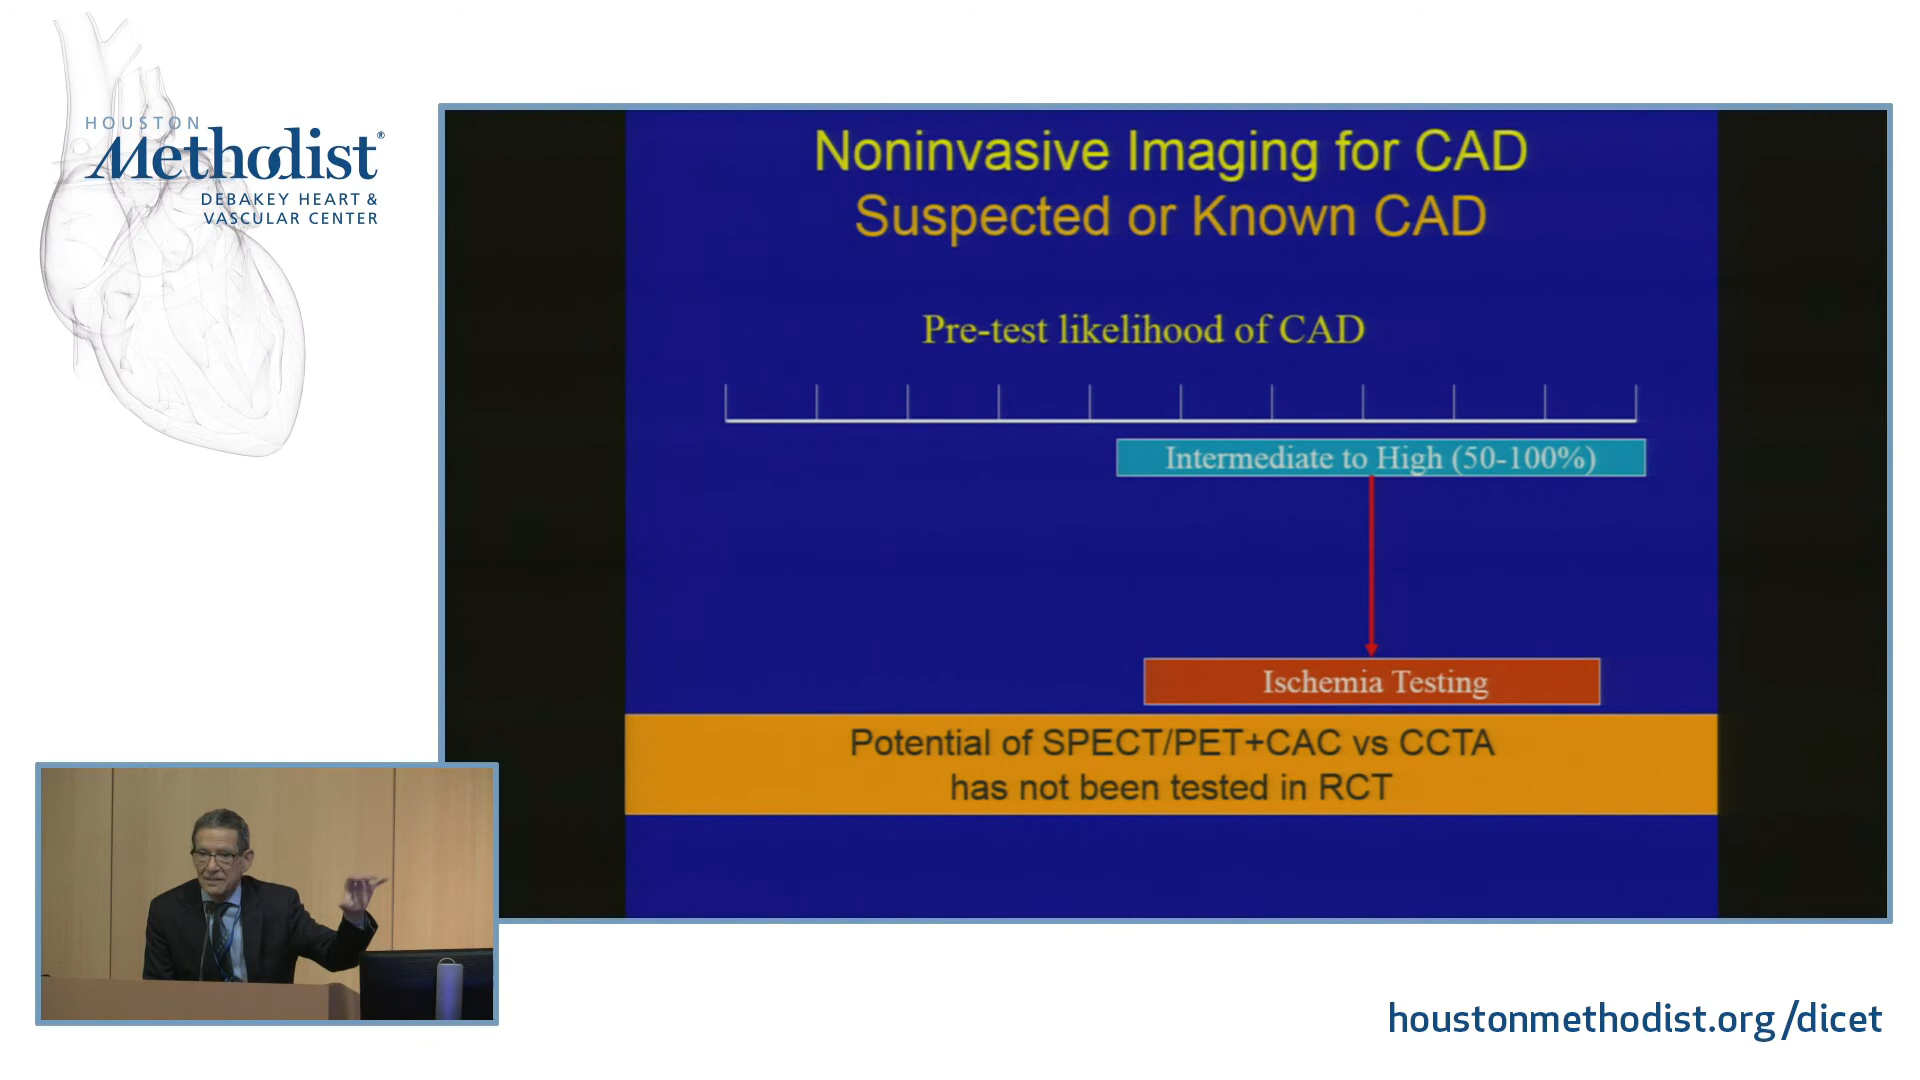 HOUSTON
Methodist®
DEBAKEY HEART &
VASCULAR CENTER
Noninvasive Imaging for CAD
Suspected or Known CAD
Pre-test likelihood of CAD
Intermediate to High (50-100%)
Ischemia Testing
Potential of SPECT/PET+CAC vs CCTA
has not been tested in RCT
houstonmethodist.org/dicet